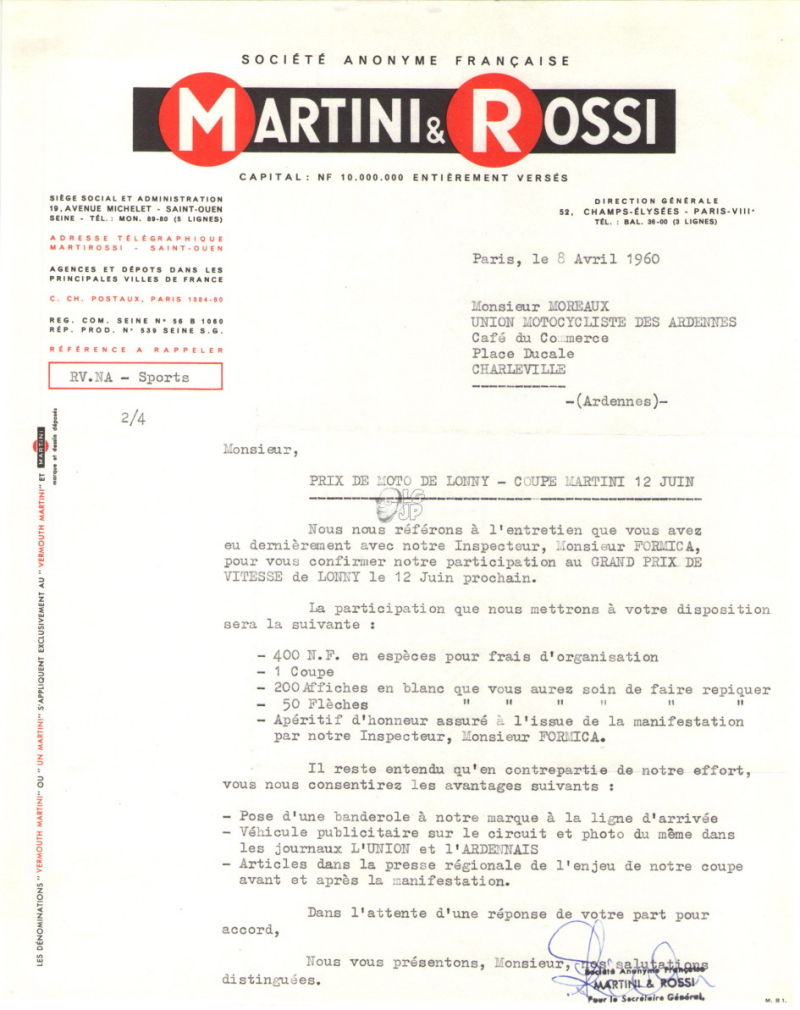 SOCIÉTÉ ANONYME FRANÇAISE
MARTINI & ROSSI
CAPITAL : NF 10.000.000 ENTIÈREMENT VERSÉS
SIÈGE SOCIAL ET ADMINISTRATION
19, AVENUE MICHELET - SAINT-OUEN
SEINE - TÉL. : MON. 89-80 (5 LIGNES)
ADRESSE TÉLÉGRAPHIQUE
MARTIROSSI - SAINT-OUEN
AGENCES ET DÉPOTS DANS LES
PRINCIPALES VILLES DE FRANCE
C. CH. POSTAUX, PARIS 1884-60
REG. COM. SEINE N° 56 B 1060
RÉP. PROD. N° 539 SEINE S.G.
RÉFÉRENCE A RAPPELER
RV.NA - Sports
2/4
DIRECTION GÉNÉRALE
52, CHAMPS-ÉLYSÉES - PARIS-VIIIe
TÉL. : BAL. 36-00 (3 LIGNES)
Paris, le 8 Avril 1960
Monsieur MOREAUX
UNION MOTOCYCLISTE DES ARDENNES
Café du Commerce
Place Ducale
CHARLEVILLE
-(Ardennes)-
Monsieur,
PRIX DE MOTO DE LONNY - COUPE MARTINI 12 JUIN
LG
JP
Nous nous référons à l'entretien que vous avez
eu dernièrement avec notre Inspecteur, Monsieur FORMICA,
pour vous confirmer notre participation au GRAND PRIX DE
VITESSE de LONNY le 12 Juin prochain.
La participation que nous mettrons à votre disposition
sera la suivante :
- 400 N.F. en espèces pour frais d'organisation
- 1 Coupe
- 200 Affiches en blanc que vous aurez soin de faire repiquer
- 50 Flèches " " " " " "
- Apéritif d'honneur assuré à l'issue de la manifestation
par notre Inspecteur, Monsieur FORMICA.
Il reste entendu qu'en contrepartie de notre effort,
vous nous consentirez les avantages suivants :
- Pose d'une banderole à notre marque à la ligne d'arrivée
- Véhicule publicitaire sur le circuit et photo du même dans
les journaux L'UNION et l'ARDENNAIS
- Articles dans la presse régionale de l'enjeu de notre coupe
avant et après la manifestation.
Dans l'attente d'une réponse de votre part pour
accord,
Nous vous présentons, Monsieur, nos salutations
distinguées.
Société Anonyme Française
MARTINI & ROSSI
Pour le Secrétaire Général,
M. N 1.
LES DÉNOMINATIONS "VERMOUTH MARTINI" OU "UN MARTINI" S'APPLIQUENT EXCLUSIVEMENT AU "VERMOUTH MARTINI" ET MARTINI
marque et dessin déposés